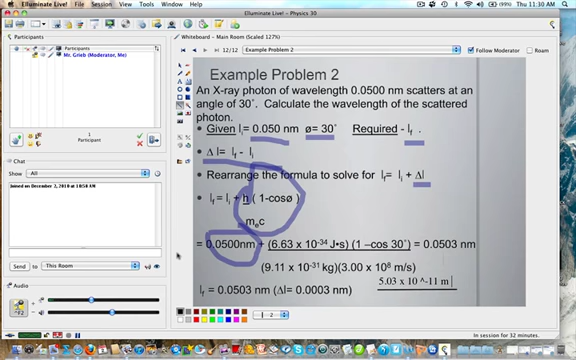 Elluminate Live! File Session Tools View Window Help
(99%) Thu 11:30 AM
Elluminate Live! - Physics 30
Participants
Whiteboard - Main Room (Scaled 127%)
12/12 Example Problem 2
Follow Moderator Roam
Participants
Mr. Grieb (Moderator, Me)
1
Chat
Show All
Joined on December 2, 2010 at 10:58 AM
Send to This Room
Audio
Example Problem 2
An X-ray photon of wavelength 0.0500 nm scatters at an
angle of 30˚. Calculate the wavelength of the scattered
photon.
• Given li= 0.050 nm ø= 30˚ Required - lf .
• Δ l= lf - li
• Rearrange the formula to solve for lf= li + Δl
• lf = li + h ( 1-cosø )
mec
= 0.0500nm + (6.63 x 10-34 J•s) (1 –cos 30˚) = 0.0503 nm
(9.11 x 10-31 kg)(3.00 x 108 m/s)
5.03 x 10 ^-11 m
lf = 0.0503 nm (Δl= 0.0003 nm)
2
In session for 32 minutes.